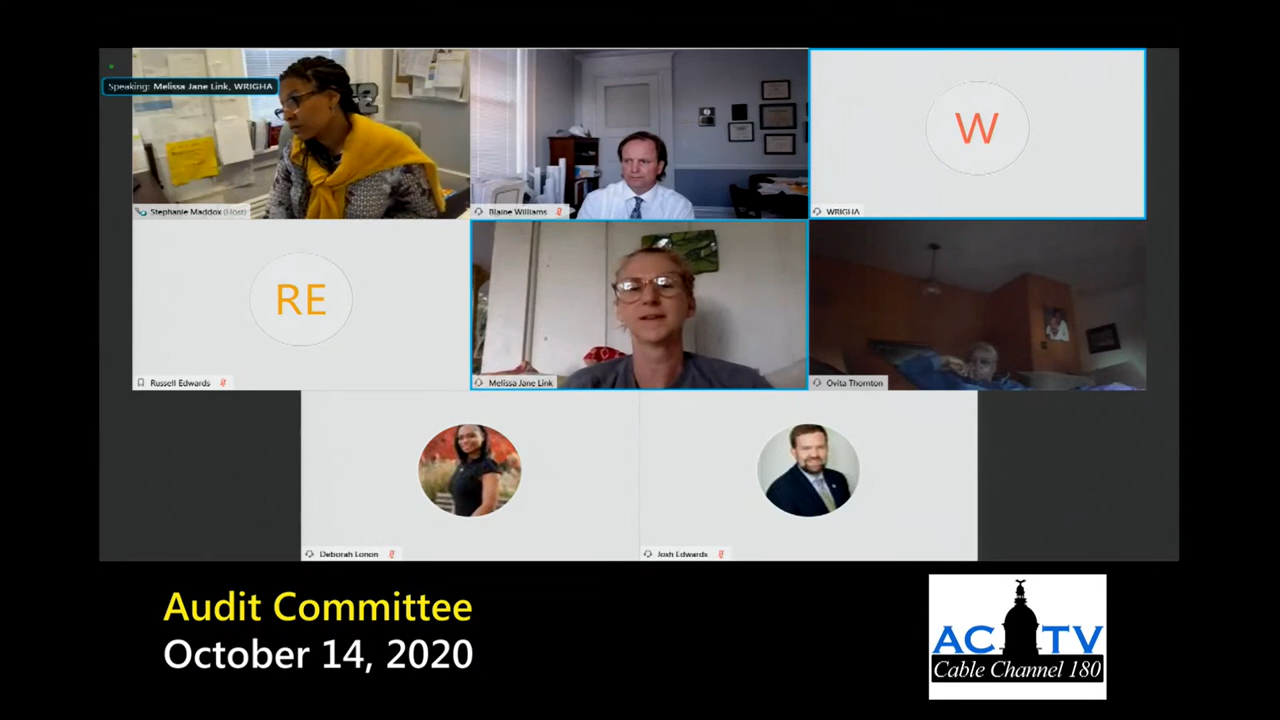 Speaking: Melissa Jane Link, WRIGHA
Stephanie Maddox (Host)
Blaine Williams
W
WRIGHA
RE
Russell Edwards
Melissa Jane Link
Ovita Thornton
Deborah Lonon
Josh Edwards
Audit Committee
October 14, 2020
AC TV
Cable Channel 180